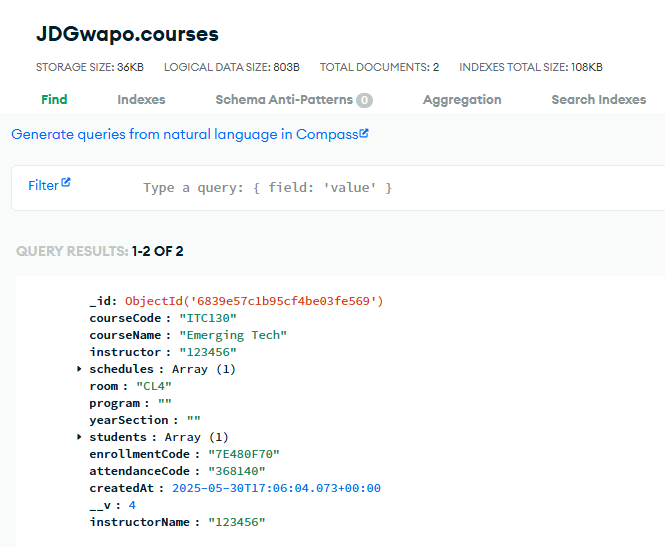 JDGwapo.courses
STORAGE SIZE: 36KB LOGICAL DATA SIZE: 803B TOTAL DOCUMENTS: 2 INDEXES TOTAL SIZE: 108KB
Find Indexes Schema Anti-Patterns 0 Aggregation Search Indexes
Generate queries from natural language in Compass
Filter Type a query: { field: 'value' }
QUERY RESULTS: 1-2 OF 2
_id: ObjectId('6839e57c1b95cf4be03fe569')
courseCode : "ITC130"
courseName : "Emerging Tech"
instructor : "123456"
schedules : Array (1)
room : "CL4"
program : ""
yearSection : ""
students : Array (1)
enrollmentCode : "7E480F70"
attendanceCode : "368140"
createdAt : 2025-05-30T17:06:04.073+00:00
__v : 4
instructorName : "123456"